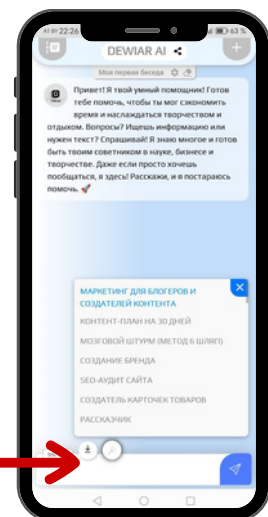 22:26
63 %
DEWIAR AI
Моя первая беседа
Привет! Я твой умный помощник! Готов
тебе помочь, чтобы ты мог сэкономить
время и наслаждаться творчеством и
отдыхом. Вопросы? Ищешь информацию или
нужен текст? Спрашивай! Я знаю многое и готов
быть твоим советником в науке, бизнесе и
творчестве. Даже если просто хочешь
пообщаться, я здесь! Расскажи, и я постараюсь
помочь. 🚀
МАРКЕТИНГ ДЛЯ БЛОГЕРОВ И
СОЗДАТЕЛЕЙ КОНТЕНТА
КОНТЕНТ-ПЛАН НА 30 ДНЕЙ
МОЗГОВОЙ ШТУРМ (МЕТОД 6 ШЛЯП)
СОЗДАНИЕ БРЕНДА
SEO-АУДИТ САЙТА
СОЗДАТЕЛЬ КАРТОЧЕК ТОВАРОВ
РАССКАЗЧИК